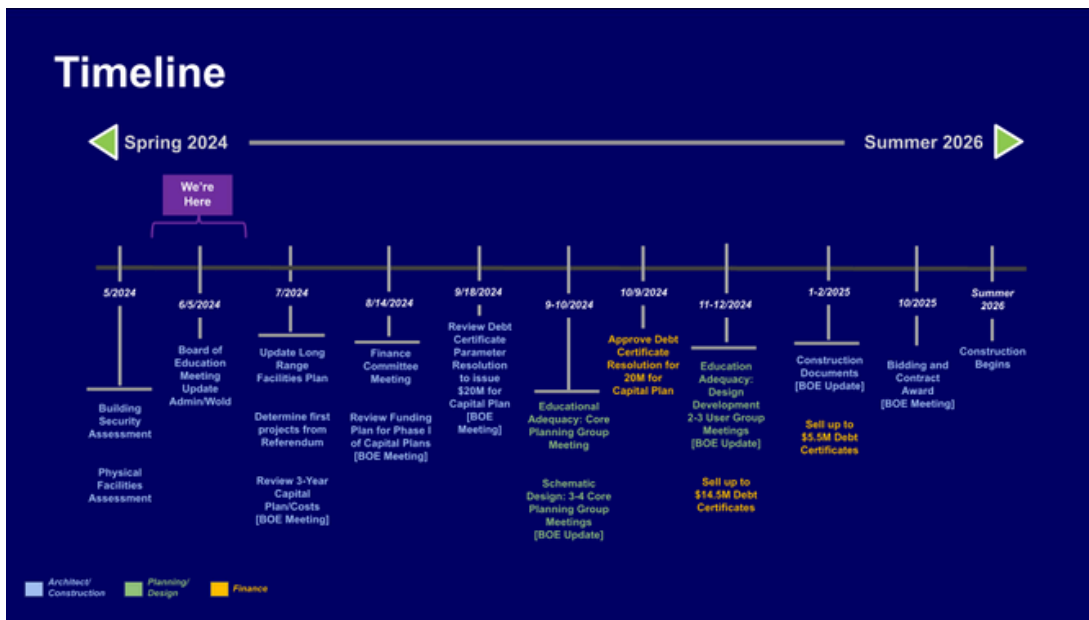 Timeline
Spring 2024
Summer 2026
We're
Here
5/2024
Building
Security
Assessment
Physical
Facilities
Assessment
6/5/2024
Board of
Education
Meeting
Update
Admin/Wold
7/2024
Update Long
Range
Facilities Plan
Determine first
projects from
Referendum
Review 3-Year
Capital
Plan/Costs
[BOE Meeting]
8/14/2024
Finance
Committee
Meeting
Review Funding
Plan for Phase I
of Capital Plans
[BOE Meeting]
9/18/2024
Review Debt
Certificate
Parameter
Resolution
to issue
$20M for
Capital Plan
[BOE
Meeting]
9-10/2024
Educational
Adequacy: Core
Planning Group
Meeting
Schematic
Design: 3-4 Core
Planning Group
Meetings
[BOE Update]
10/9/2024
Approve Debt
Certificate
Resolution for
20M for
Capital Plan
11-12/2024
Education
Adequacy:
Design
Development
2-3 User Group
Meetings
[BOE Update]
Sell up to
$14.5M Debt
Certificates
1-2/2025
Construction
Documents
[BOE Update]
Sell up to
$5.5M Debt
Certificates
10/2025
Bidding and
Contract
Award
[BOE Meeting]
Summer
2026
Construction
Begins
Architect/
Construction
Planning/
Design
Finance